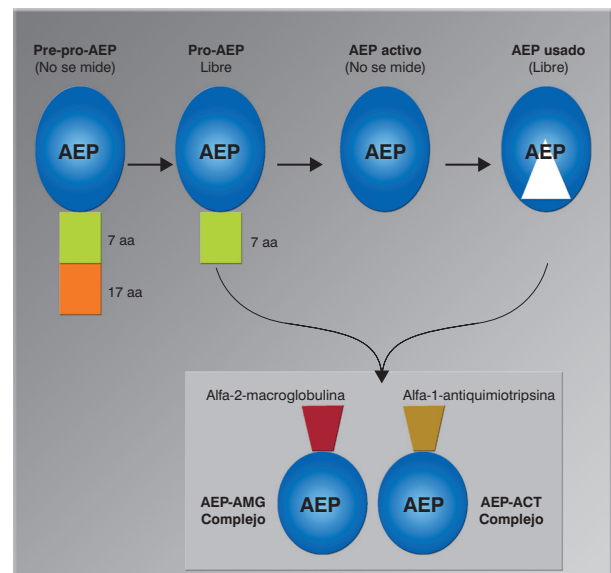 Pre-pro-AEP
(No se mide)
Pro-AEP
Libre
AEP activo
(No se mide)
AEP usado
(Libre)
AEP
AEP
AEP
AEP
7 aa
7 aa
17 aa
Alfa-2-macroglobulina
Alfa-1-antiquimiotripsina
AEP-AMG
Complejo
AEP
AEP
AEP-ACT
Complejo